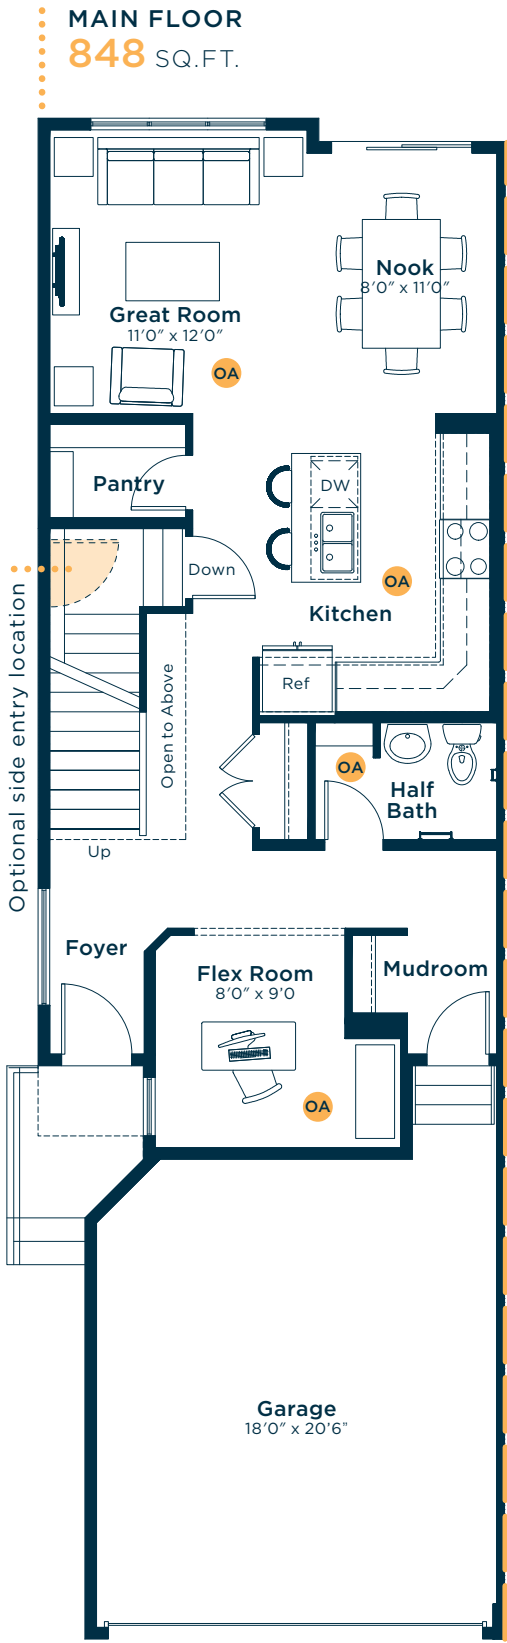 MAIN FLOOR
848 SQ.FT.
Nook
8'0" x 11'0"
Great Room
11'0" x 12'0"
OA
Pantry
DW
Down
OA
Kitchen
Optional side entry location
Open to Above
Ref
OA
Half
Bath
Up
Foyer
Flex Room
8'0" x 9'0
Mudroom
OA
Garage
18'0" x 20'6"